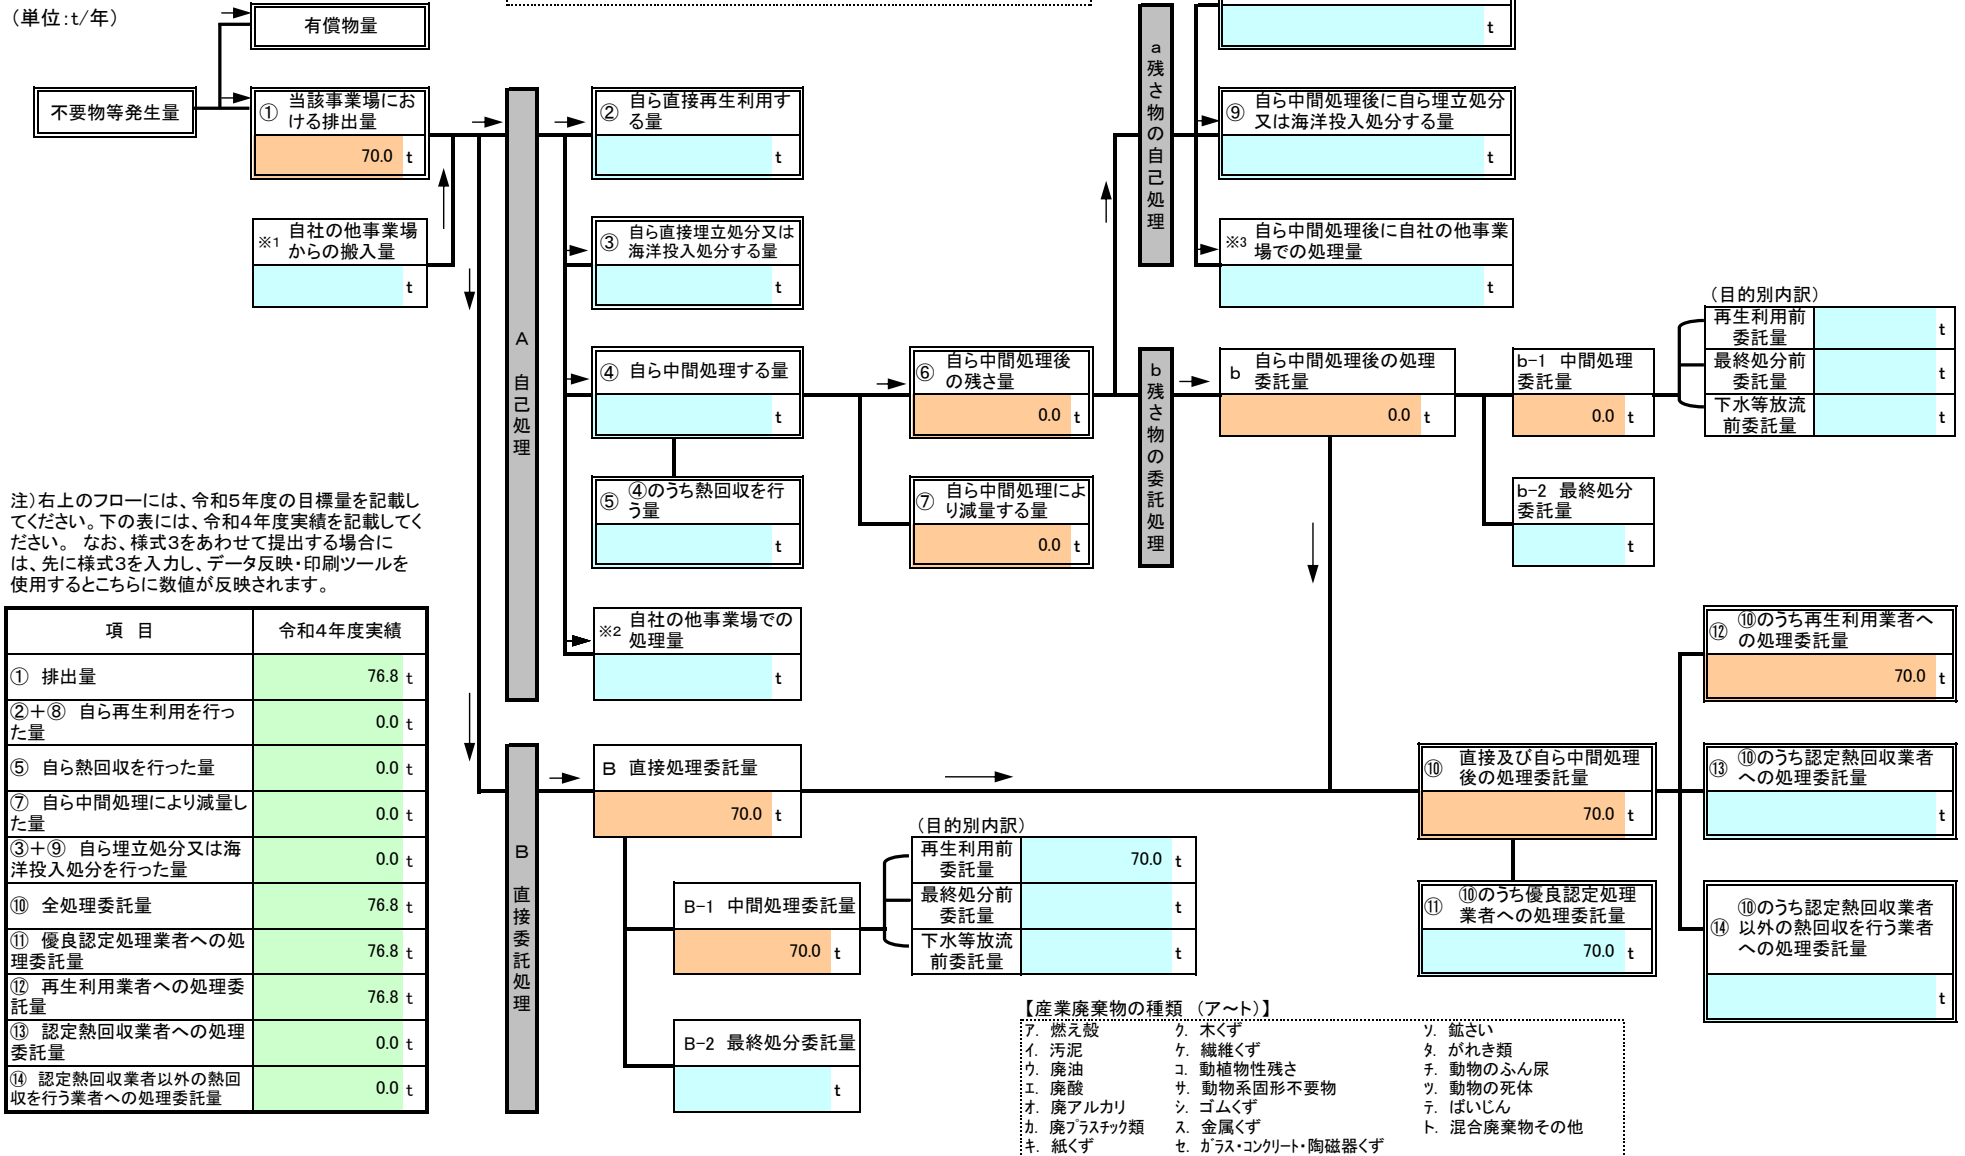 (単位:t/年)
有償物量
t
不要物等発生量
① 当該事業場にお
ける排出量
70.0 t
※1 自社の他事業場
からの搬入量
t
A 自己処理
② 自ら直接再生利用す
る量
t
③ 自ら直接埋立処分又は
海洋投入処分する量
t
④ 自ら中間処理する量
t
⑤ ④のうち熱回収を行
う量
t
※2 自社の他事業場での
処理量
t
⑥ 自ら中間処理後
の残さ量
0.0 t
⑦ 自ら中間処理によ
り減量する量
0.0 t
a 残さ物の自己処理
⑨ 自ら中間処理後に自ら埋立処分
又は海洋投入処分する量
t
※3 自ら中間処理後に自社の他事業
場での処理量
t
b 残さ物の委託処理
b 自ら中間処理後の処理
委託量
0.0 t
b-1 中間処理
委託量
0.0 t
(目的別内訳)
再生利用前
委託量
t
最終処分前
委託量
t
下水等放流
前委託量
t
b-2 最終処分
委託量
t
注)右上のフローには、令和5年度の目標量を記載し
てください。下の表には、令和4年度実績を記載してく
ださい。 なお、様式3をあわせて提出する場合に
は、先に様式3を入力し、データ反映・印刷ツールを
使用するとこちらに数値が反映されます。
項 目 令和4年度実績
① 排出量 76.8 t
②+⑧ 自ら再生利用を行っ
た量 0.0 t
⑤ 自ら熱回収を行った量 0.0 t
⑦ 自ら中間処理により減量し
た量 0.0 t
③+⑨ 自ら埋立処分又は海
洋投入処分を行った量 0.0 t
⑩ 全処理委託量 76.8 t
⑪ 優良認定処理業者への処
理委託量 76.8 t
⑫ 再生利用業者への処理委
託量 76.8 t
⑬ 認定熱回収業者への処理
委託量 0.0 t
⑭ 認定熱回収業者以外の熱回
収を行う業者への処理委託量 0.0 t
B 直接委託処理
B 直接処理委託量
70.0 t
B-1 中間処理委託量
70.0 t
B-2 最終処分委託量
t
(目的別内訳)
再生利用前
委託量
70.0 t
最終処分前
委託量
t
下水等放流
前委託量
t
⑩ 直接及び自ら中間処理
後の処理委託量
70.0 t
⑪ ⑩のうち優良認定処理
業者への処理委託量
70.0 t
⑫ ⑩のうち再生利用業者へ
の処理委託量
70.0 t
⑬ ⑩のうち認定熱回収業者
への処理委託量
t
⑭ ⑩のうち認定熱回収業者
以外の熱回収を行う業者
への処理委託量
t
【産業廃棄物の種類 (ア~ト)】
ア. 燃え殻 ク. 木くず ソ. 鉱さい
イ. 汚泥 ケ. 繊維くず タ. がれき類
ウ. 廃油 コ. 動植物性残さ チ. 動物のふん尿
エ. 廃酸 サ. 動物系固形不要物 ツ. 動物の死体
オ. 廃アルカリ シ. ゴムくず テ. ばいじん
カ. 廃プラスチック類 ス. 金属くず ト. 混合廃棄物その他
キ. 紙くず セ. ガラス・コンクリート・陶磁器くず